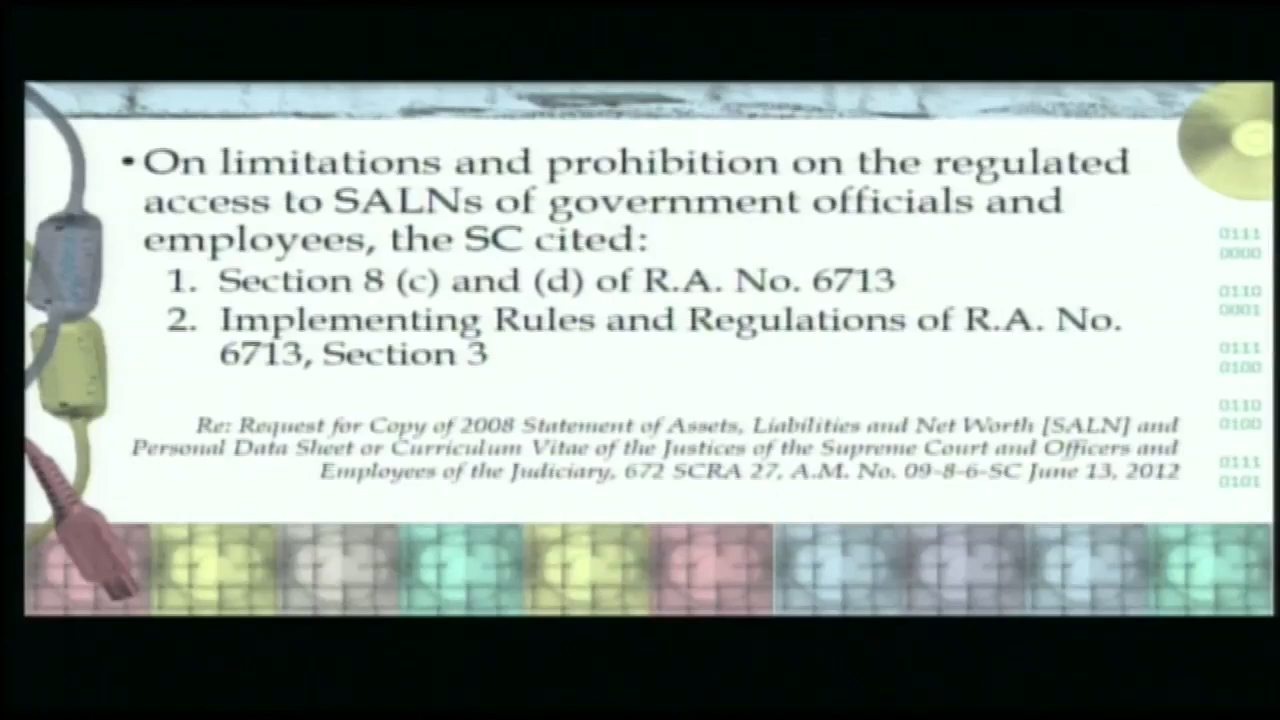 • On limitations and prohibition on the regulated
access to SALNs of government officials and
employees, the SC cited:
1. Section 8 (c) and (d) of R.A. No. 6713
2. Implementing Rules and Regulations of R.A. No.
6713, Section 3
Re: Request for Copy of 2008 Statement of Assets, Liabilities and Net Worth [SALN] and
Personal Data Sheet or Curriculum Vitae of the Justices of the Supreme Court and Officers and
Employees of the Judiciary, 672 SCRA 27, A.M. No. 09-8-6-SC June 13, 2012
0111
0000
0110
0001
0111
0100
0110
0100
0111
0101